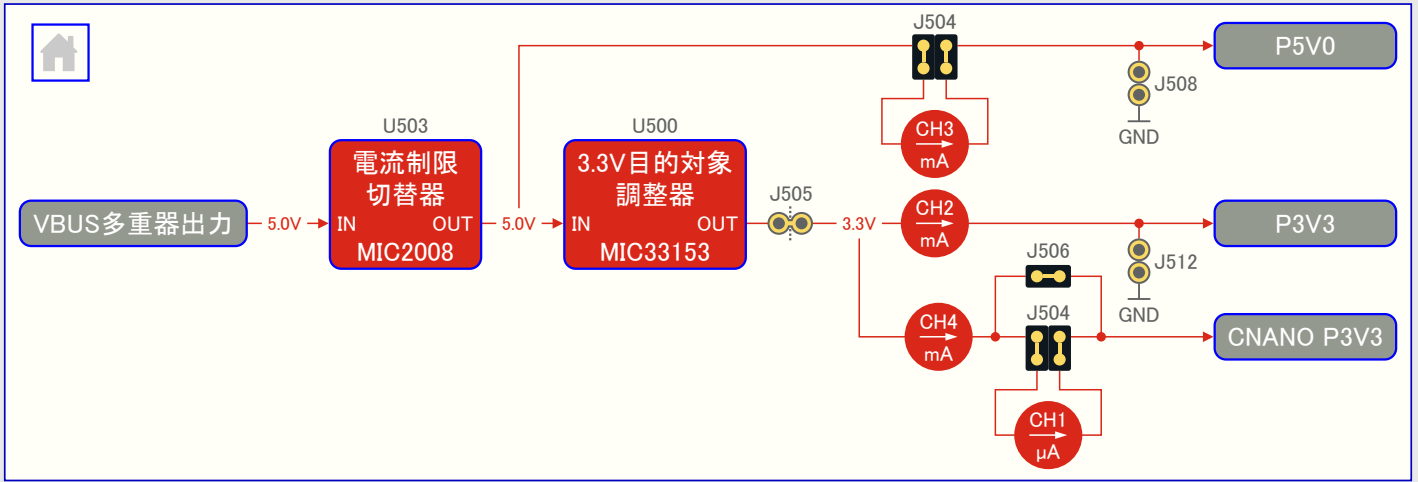 J504
P5V0
J508
GND
CH3
mA
U503
電流制限
切替器
IN
OUT
MIC2008
U500
3.3V目的対象
調整器
IN
OUT
MIC33153
VBUS多重器出力
5.0V
5.0V
J505
3.3V
CH2
mA
P3V3
J512
GND
J506
J504
CH4
mA
CNANO P3V3
CH1
μA